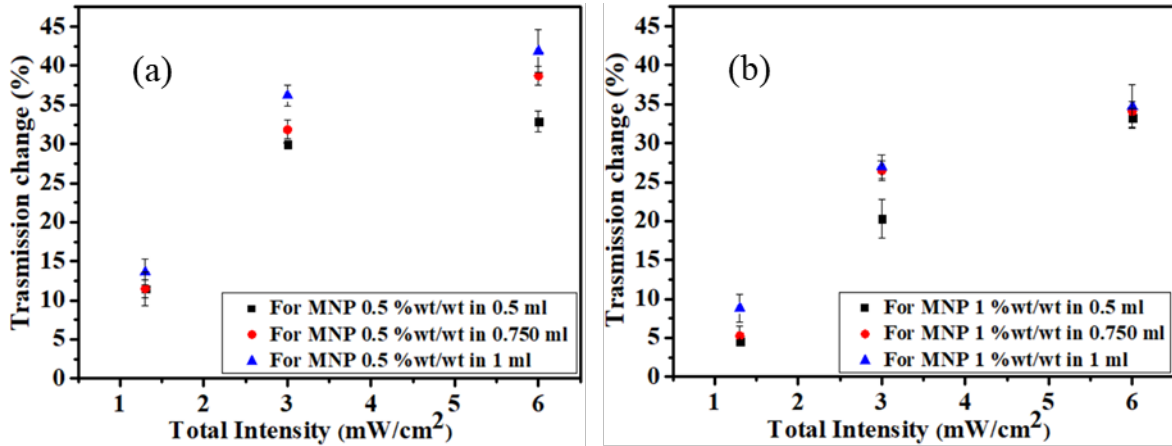 (a)
Trasmission change (%)
45
40
35
30
25
20
15
10
5
0
For MNP 0.5 %wt/wt in 0.5 ml
For MNP 0.5 %wt/wt in 0.750 ml
For MNP 0.5 %wt/wt in 1 ml
1 2 3 4 5 6
Total Intensity (mW/cm²)
(b)
Trasmission change (%)
45
40
35
30
25
20
15
10
5
0
For MNP 1 %wt/wt in 0.5 ml
For MNP 1 %wt/wt in 0.750 ml
For MNP 1 %wt/wt in 1 ml
1 2 3 4 5 6
Total Intensity (mW/cm²)